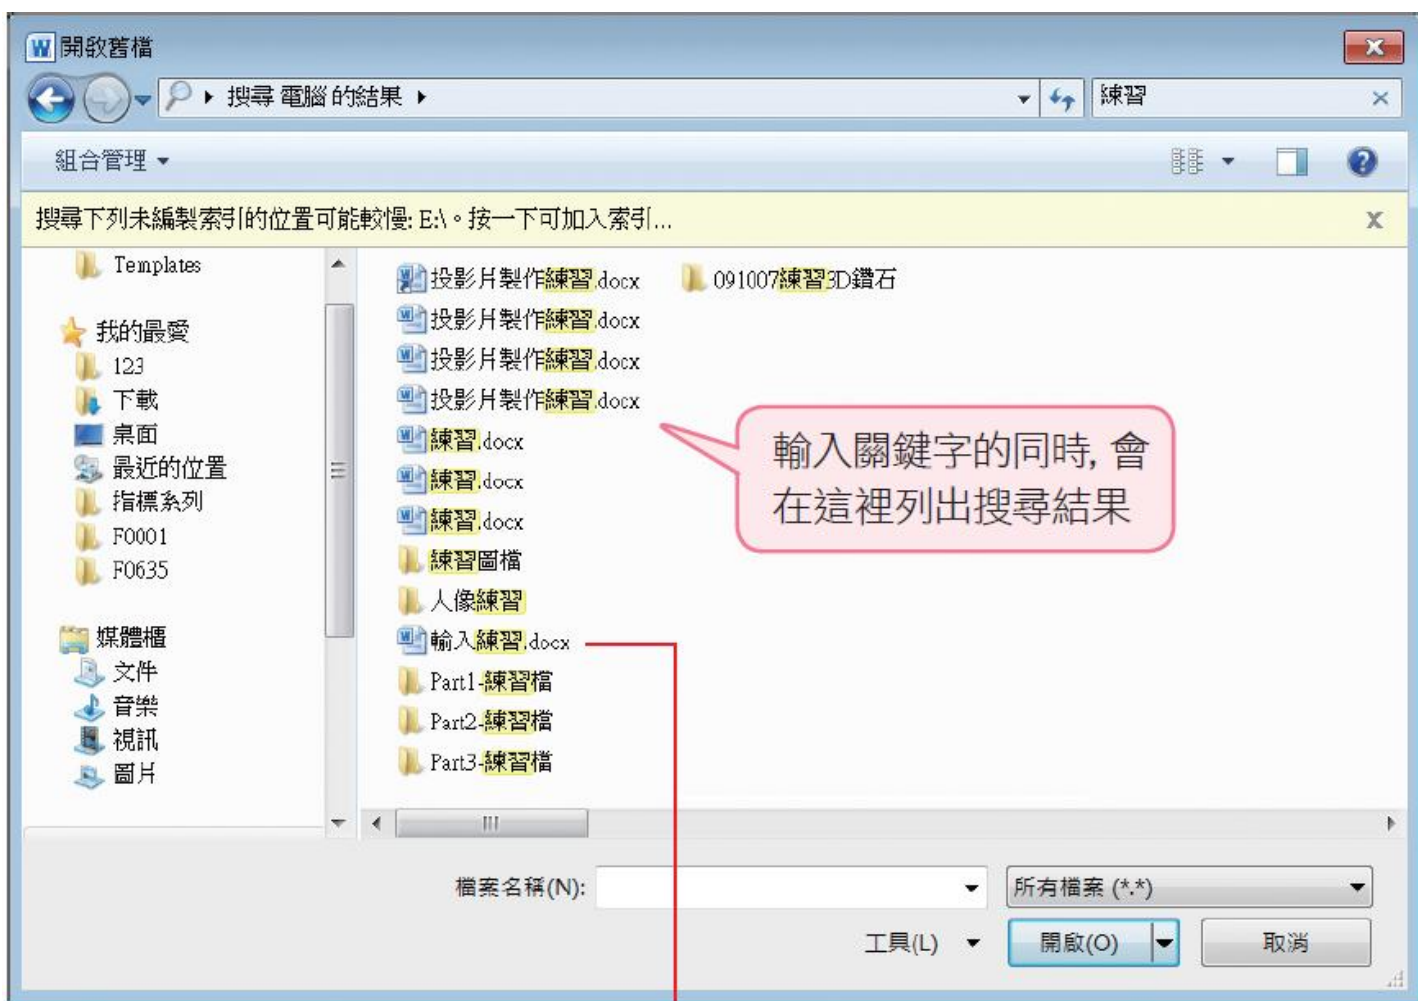 開啟舊檔
搜尋 電腦 的結果
練習
組合管理
搜尋下列未編製索引的位置可能較慢: E:\。按一下可加入索引...
Templates
我的最愛
123
下載
桌面
最近的位置
指標系列
F0001
F0635
媒體櫃
文件
音樂
視訊
圖片
投影片製作練習.docx
投影片製作練習.docx
投影片製作練習.docx
投影片製作練習.docx
練習.docx
練習.docx
練習.docx
練習圖檔
人像練習
輸入練習.docx
Part1-練習檔
Part2-練習檔
Part3-練習檔
091007練習3D鑽石
輸入關鍵字的同時, 會
在這裡列出搜尋結果
檔案名稱(N):
所有檔案 (*.*)
工具(L)
開啟(O)
取消